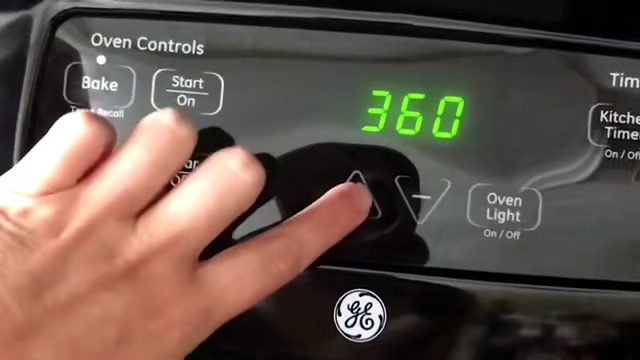 Oven Controls
Bake
Start
On
360
Tim
Kitche
Time
On / Off
Oven
Light
On / Off
GE